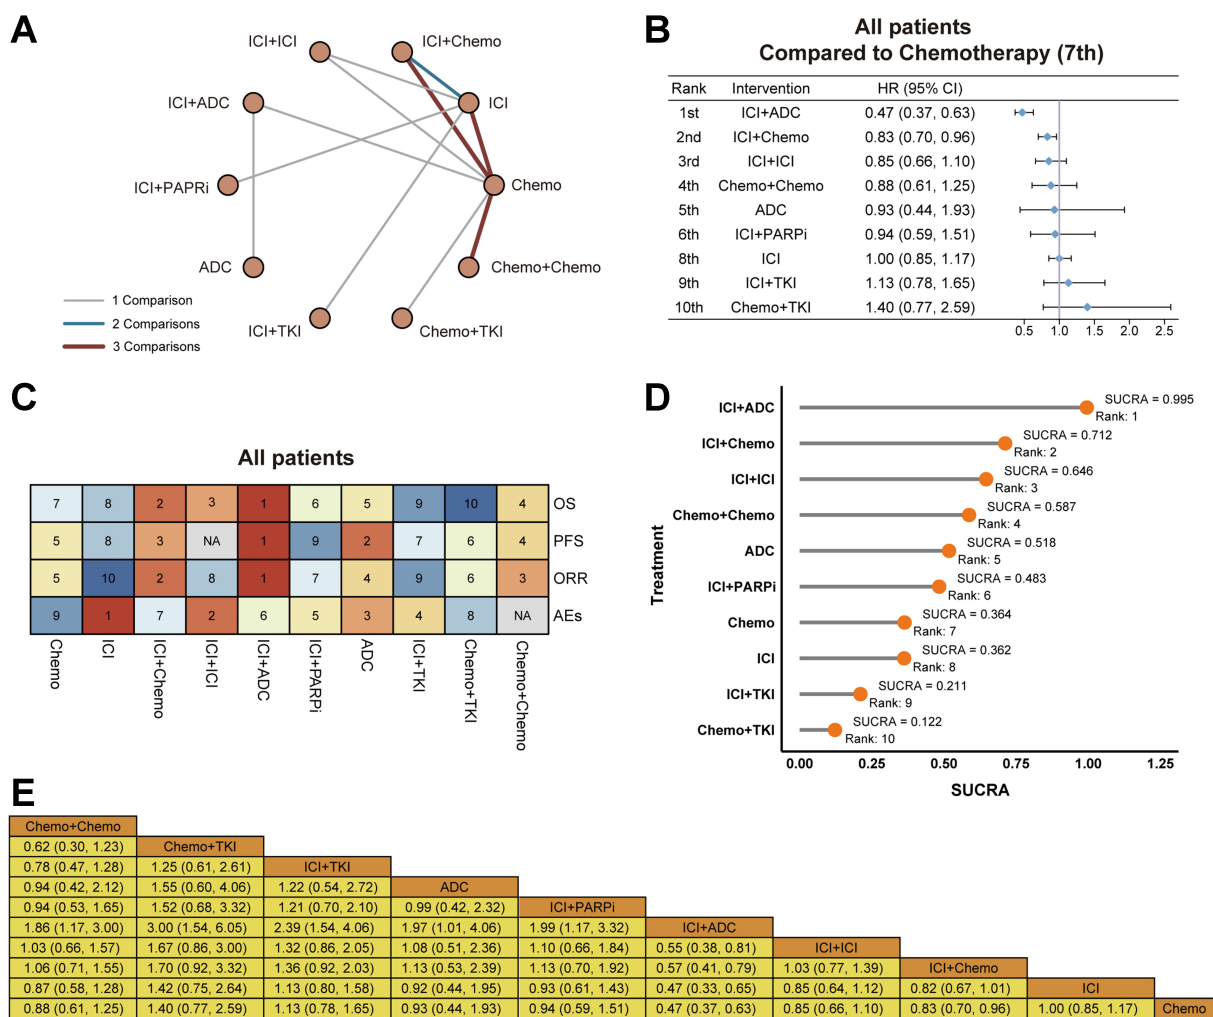 A
ICI+ICI
ICI+Chemo
ICI+ADC
ICI
ICI+PAPRi
Chemo
ADC
Chemo+Chemo
ICI+TKI
Chemo+TKI
1 Comparison
2 Comparisons
3 Comparisons
B
All patients
Compared to Chemotherapy (7th)
Rank Intervention HR (95% CI)
1st ICI+ADC 0.47 (0.37, 0.63)
2nd ICI+Chemo 0.83 (0.70, 0.96)
3rd ICI+ICI 0.85 (0.66, 1.10)
4th Chemo+Chemo 0.88 (0.61, 1.25)
5th ADC 0.93 (0.44, 1.93)
6th ICI+PARPi 0.94 (0.59, 1.51)
8th ICI 1.00 (0.85, 1.17)
9th ICI+TKI 1.13 (0.78, 1.65)
10th Chemo+TKI 1.40 (0.77, 2.59)
0.5 1.0 1.5 2.0 2.5
C
All patients
7 8 2 3 1 6 5 9 10 4 OS
5 8 3 NA 1 9 2 7 6 4 PFS
5 10 2 8 1 7 4 9 6 3 ORR
9 1 7 2 6 5 3 4 8 NA AEs
Chemo
ICI
ICI+Chemo
ICI+ICI
ICI+ADC
ICI+PARPi
ADC
ICI+TKI
Chemo+TKI
Chemo+Chemo
D
Treatment
ICI+ADC SUCRA = 0.995
Rank: 1
ICI+Chemo SUCRA = 0.712
Rank: 2
ICI+ICI SUCRA = 0.646
Rank: 3
Chemo+Chemo SUCRA = 0.587
Rank: 4
ADC SUCRA = 0.518
Rank: 5
ICI+PARPi SUCRA = 0.483
Rank: 6
Chemo SUCRA = 0.364
Rank: 7
ICI SUCRA = 0.362
Rank: 8
ICI+TKI SUCRA = 0.211
Rank: 9
Chemo+TKI SUCRA = 0.122
Rank: 10
0.00 0.25 0.50 0.75 1.00 1.25
SUCRA
E
Chemo+Chemo
0.62 (0.30, 1.23) Chemo+TKI
0.78 (0.47, 1.28) 1.25 (0.61, 2.61) ICI+TKI
0.94 (0.42, 2.12) 1.55 (0.60, 4.06) 1.22 (0.54, 2.72) ADC
0.94 (0.53, 1.65) 1.52 (0.68, 3.32) 1.21 (0.70, 2.10) 0.99 (0.42, 2.32) ICI+PARPi
1.86 (1.17, 3.00) 3.00 (1.54, 6.05) 2.39 (1.54, 4.06) 1.97 (1.01, 4.06) 1.99 (1.17, 3.32) ICI+ADC
1.03 (0.66, 1.57) 1.67 (0.86, 3.00) 1.32 (0.86, 2.05) 1.08 (0.51, 2.36) 1.10 (0.66, 1.84) 0.55 (0.38, 0.81) ICI+ICI
1.06 (0.71, 1.55) 1.70 (0.92, 3.32) 1.36 (0.92, 2.03) 1.13 (0.53, 2.39) 1.13 (0.70, 1.92) 0.57 (0.41, 0.79) 1.03 (0.77, 1.39) ICI+Chemo
0.87 (0.58, 1.28) 1.42 (0.75, 2.64) 1.13 (0.80, 1.58) 0.92 (0.44, 1.95) 0.93 (0.61, 1.43) 0.47 (0.33, 0.65) 0.85 (0.64, 1.12) 0.82 (0.67, 1.01) ICI
0.88 (0.61, 1.25) 1.40 (0.77, 2.59) 1.13 (0.78, 1.65) 0.93 (0.44, 1.93) 0.94 (0.59, 1.51) 0.47 (0.37, 0.63) 0.85 (0.66, 1.10) 0.83 (0.70, 0.96) 1.00 (0.85, 1.17) Chemo